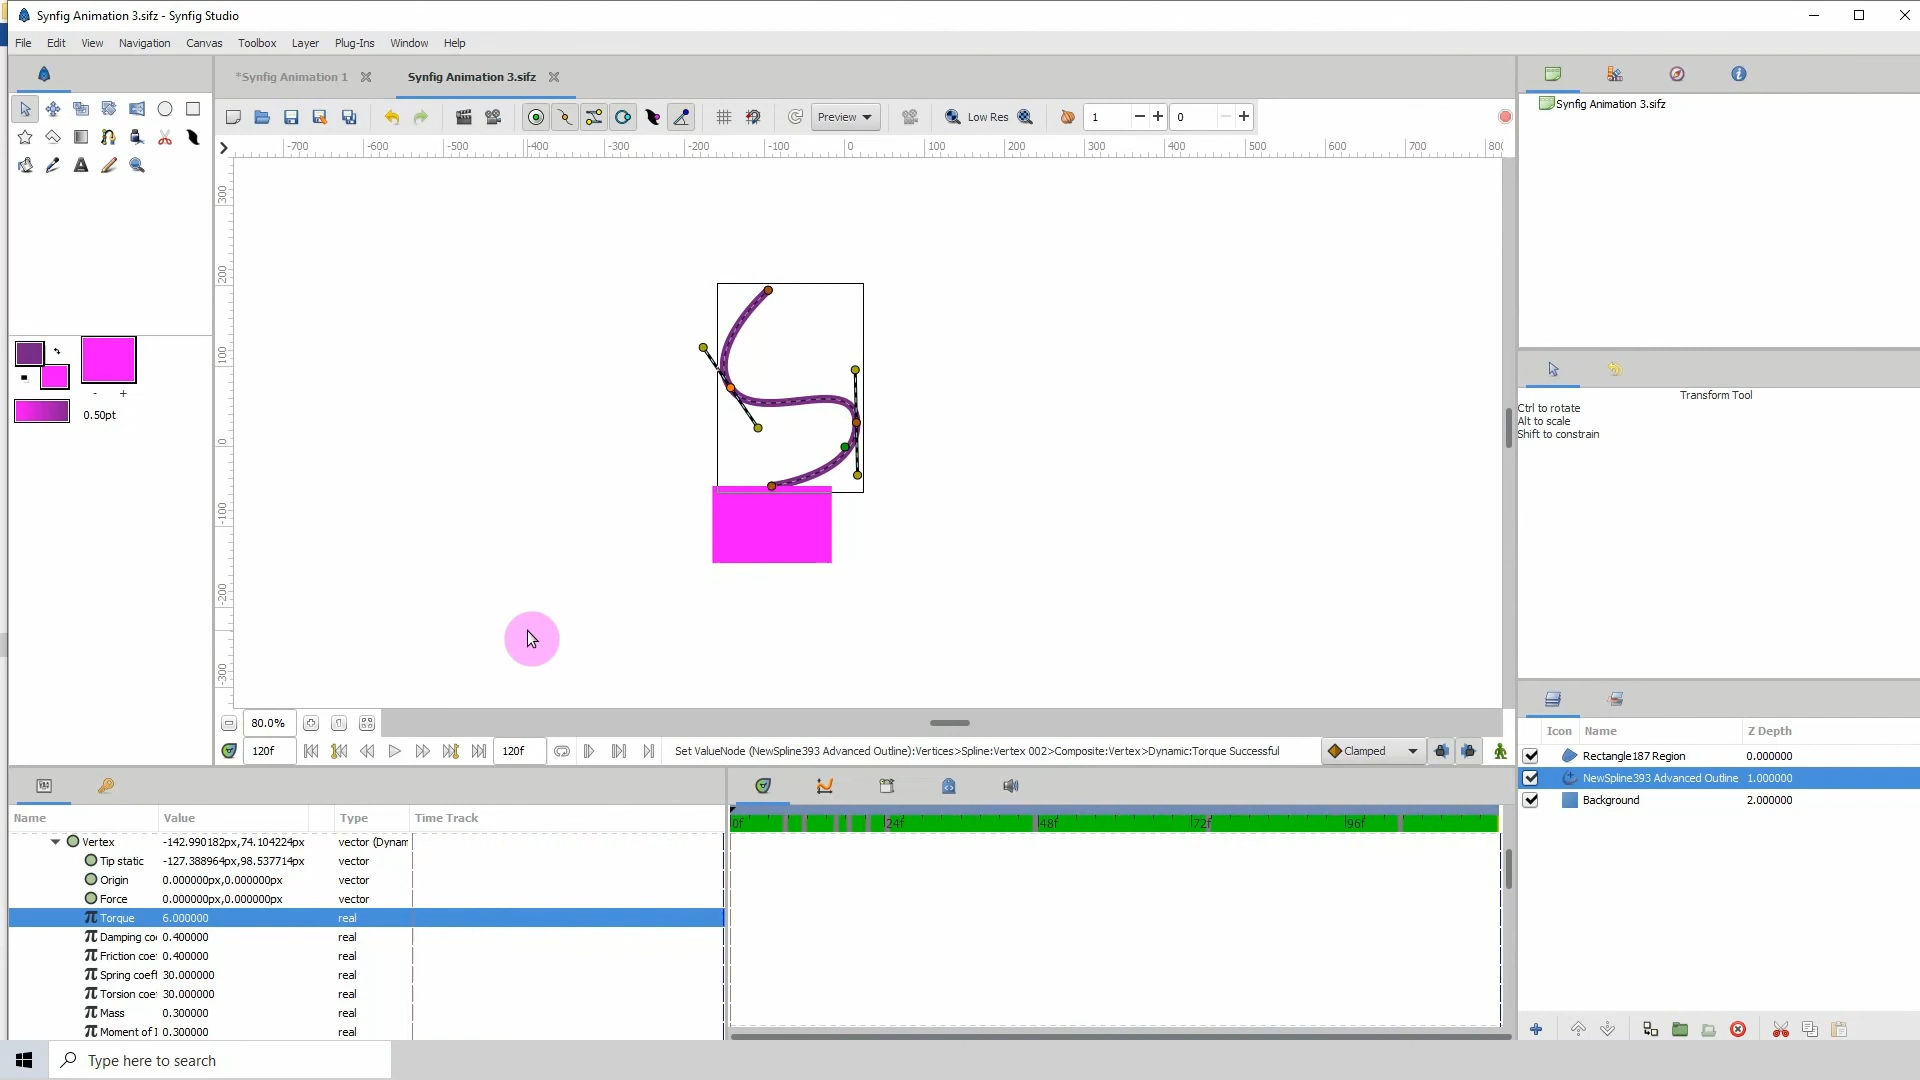 Synfig Animation 3.sifz - Synfig Studio
File Edit View Navigation Canvas Toolbox Layer Plug-Ins Window Help
*Synfig Animation 1
Synfig Animation 3.sifz
Preview
Low Res
1
0
-700 -600 -500 -400 -300 -200 -100 0 100 200 300 400 500 600 700 800
300
200
100
0
-100
-200
-300
0.50pt
- +
Synfig Animation 3.sifz
Transform Tool
Ctrl to rotate
Alt to scale
Shift to constrain
80.0%
120f
120f
Set ValueNode (NewSpline393 Advanced Outline):Vertices>Spline:Vertex 002>Composite:Vertex>Dynamic:Torque Successful
Clamped
Icon Name Z Depth
Rectangle187 Region 0.000000
NewSpline393 Advanced Outline 1.000000
Background 2.000000
Name Value Type Time Track
Vertex -142.990182px,74.104224px vector (Dynam
Tip static -127.388964px,98.537714px vector
Origin 0.000000px,0.000000px vector
Force 0.000000px,0.000000px vector
Torque 6.000000 real
Damping co 0.400000 real
Friction coe 0.400000 real
Spring coeff 30.000000 real
Torsion coe 30.000000 real
Mass 0.300000 real
Moment of I 0.300000 real
0f 24f 48f 72f 96f
Type here to search